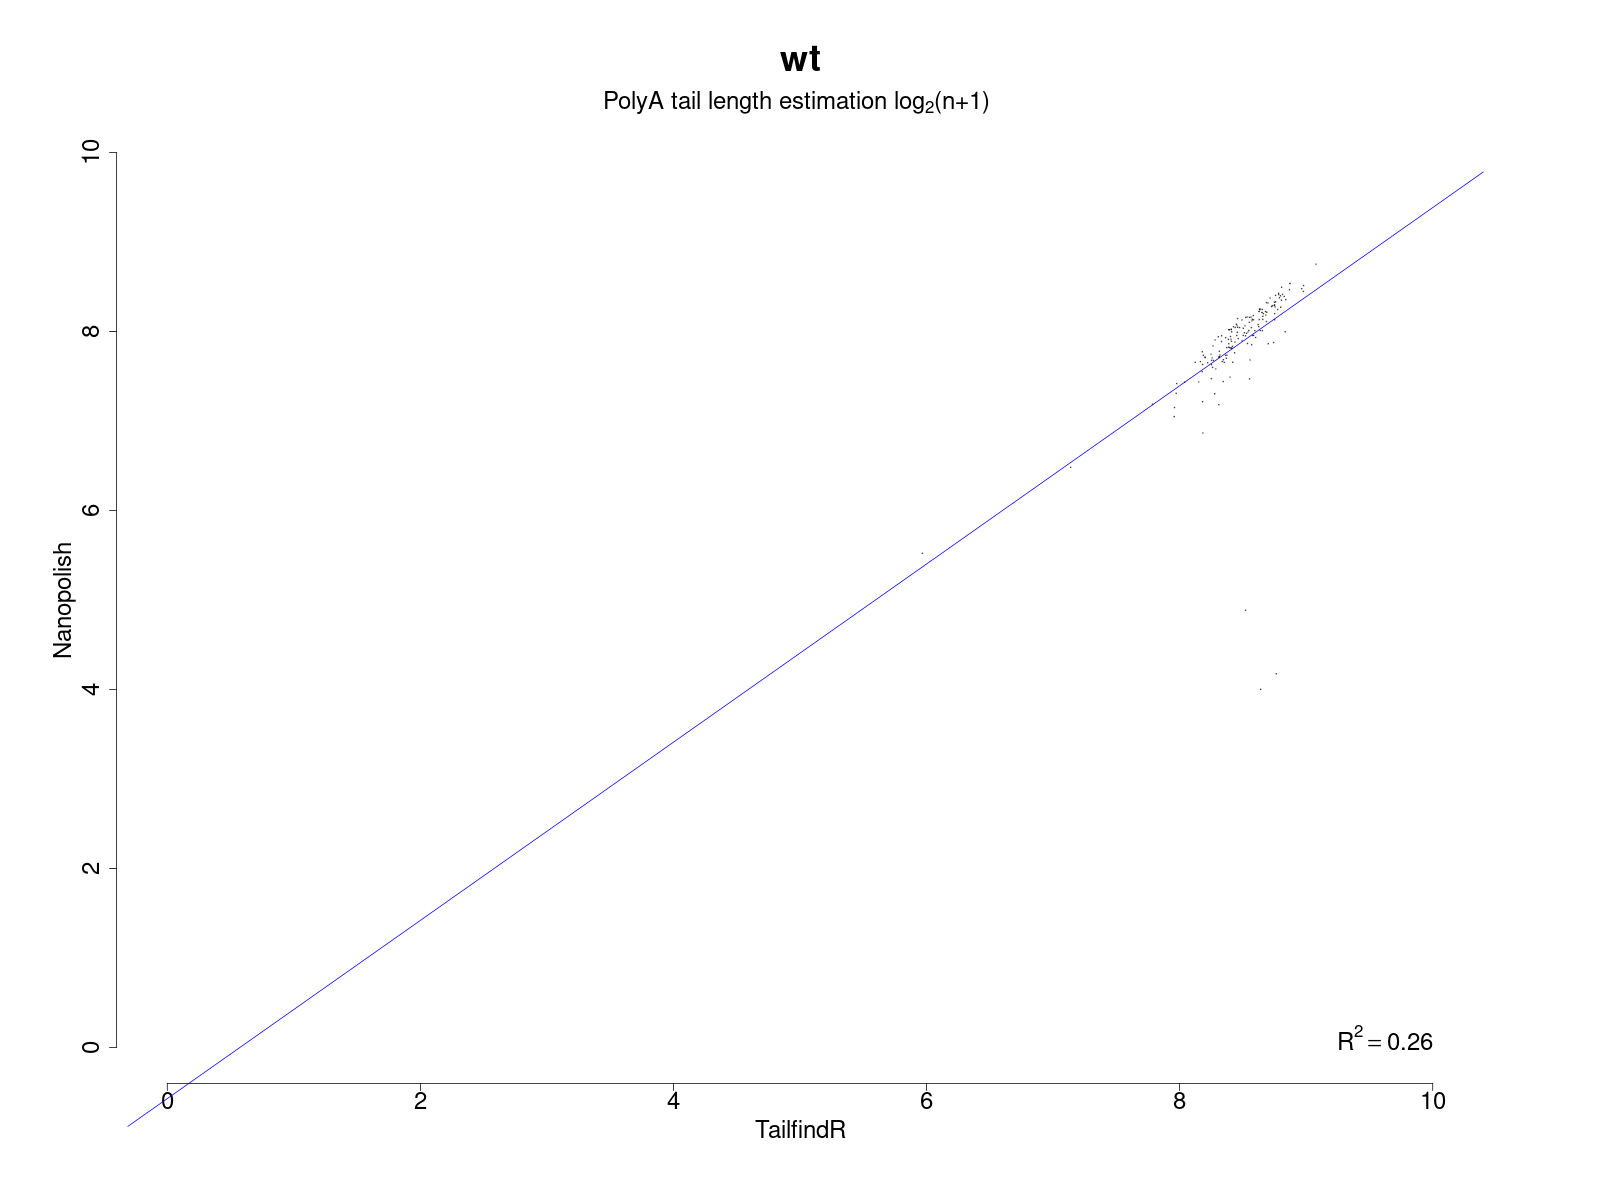 wt
PolyA tail length estimation log₂(n+1)
10
8
6
4
2
0
Nanopolish
R² = 0.26
0 2 4 6 8 10
TailfindR